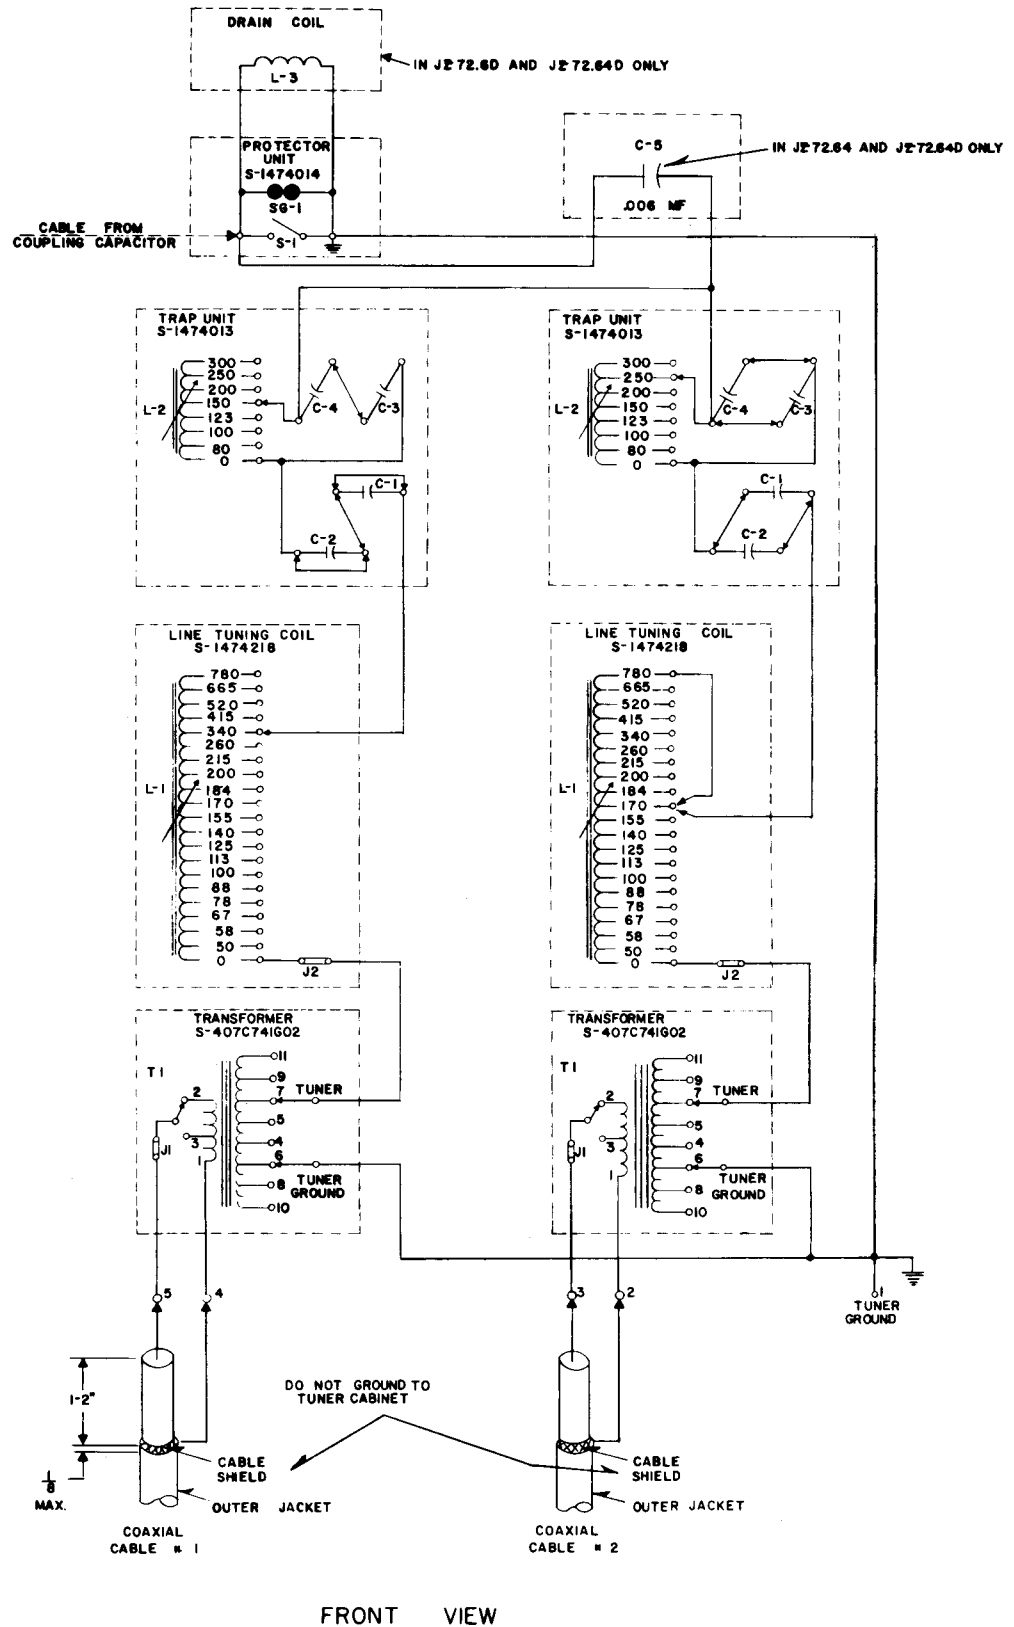 DRAIN COIL
L-3
IN JZ-72.6D AND JZ-72.64D ONLY
PROTECTOR
UNIT
S-1474014
SG-1
S-1
CABLE FROM
COUPLING CAPACITOR
C-5
IN JZ-72.64 AND JZ-72.64D ONLY
.006 MF
TRAP UNIT
S-1474013
300
250
200
150
123
100
80
0
L-2
C-4
C-3
C-1
C-2
TRAP UNIT
S-1474013
300
250
200
150
123
100
80
0
L-2
C-4
C-3
C-1
C-2
LINE TUNING COIL
S-1474218
780
665
520
415
340
260
215
200
184
170
155
140
125
113
100
88
78
67
58
50
0
L-1
J2
LINE TUNING COIL
S-1474218
780
665
520
415
340
260
215
200
184
170
155
140
125
113
100
88
78
67
58
50
0
L-1
J2
TRANSFORMER
S-407C741G02
T1
11
9
7 TUNER
5
4
6
TUNER
GROUND
8
10
2
3
1
J1
TRANSFORMER
S-407C741G02
T1
11
9
7 TUNER
5
4
6
TUNER
GROUND
8
10
2
3
1
J1
5
4
3
2
1
TUNER
GROUND
1-2"
1/8
MAX.
DO NOT GROUND TO
TUNER CABINET
CABLE
SHIELD
OUTER JACKET
COAXIAL
CABLE # 1
CABLE
SHIELD
OUTER JACKET
COAXIAL
CABLE # 2
FRONT VIEW